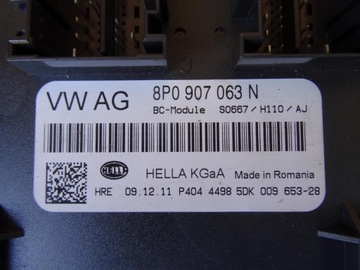 VW AG
8P0 907 063 N
BC-Module S0667/H110/AJ
HELLA
HELLA KGaA
Made in Romania
HRE 09.12.11 P404 4498 5DK 009 653-28